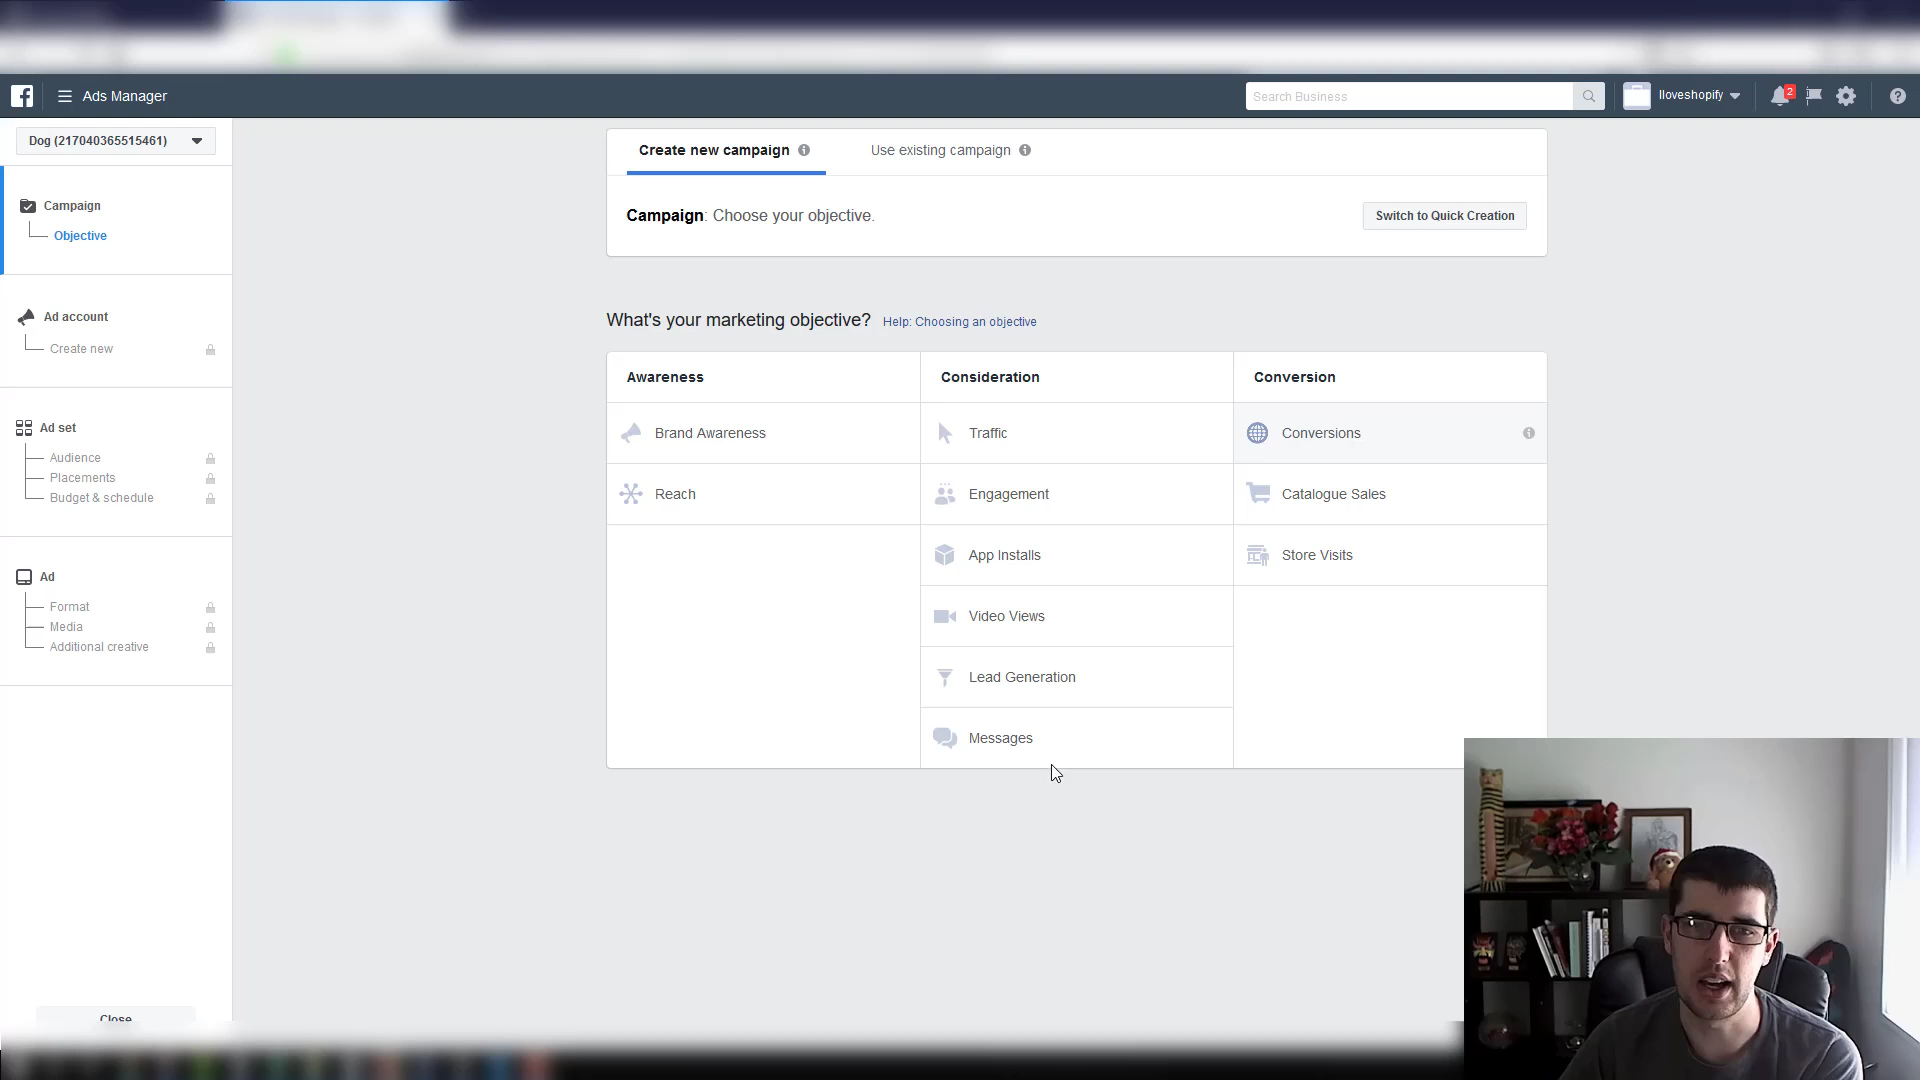 Ads Manager
Search Business
Iloveshopify
2
Dog (217040365515461)
Campaign
Objective
Ad account
Create new
Ad set
Audience
Placements
Budget & schedule
Ad
Format
Media
Additional creative
Close
Create new campaign
Use existing campaign
Campaign: Choose your objective.
Switch to Quick Creation
What's your marketing objective? Help: Choosing an objective
Awareness
Consideration
Conversion
Brand Awareness
Traffic
Conversions
Reach
Engagement
Catalogue Sales
App Installs
Store Visits
Video Views
Lead Generation
Messages